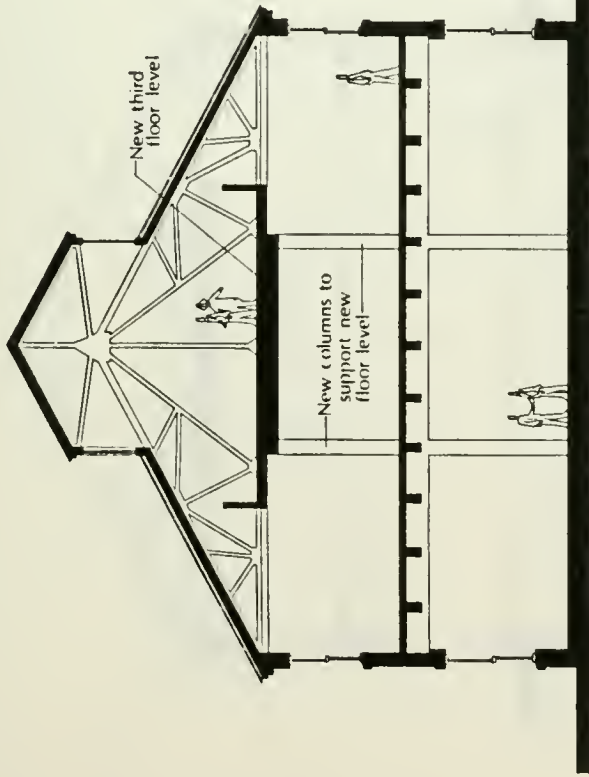 New third
floor level
New columns to
support new
floor level